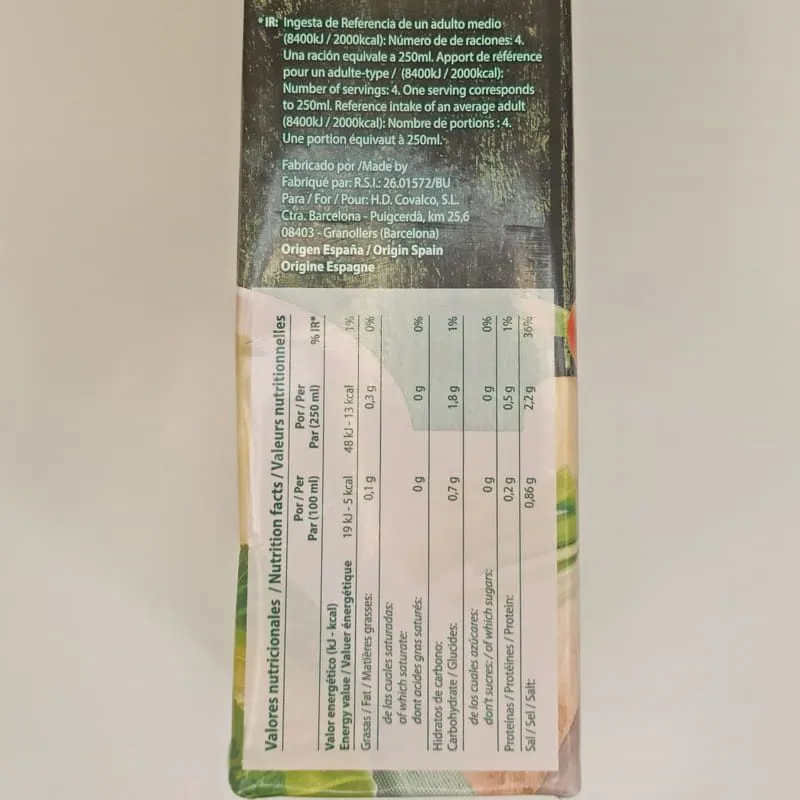 *IR: Ingesta de Referencia de un adulto medio
(8400kJ / 2000kcal): Número de de raciones: 4.
Una ración equivale a 250ml. Apport de référence
pour un adulte-type / (8400kJ / 2000kcal):
Number of servings: 4. One serving corresponds
to 250ml. Reference intake of an average adult
(8400kJ / 2000kcal): Nombre de portions : 4.
Une portion équivaut à 250ml.
Fabricado por /Made by
Fabriqué par: R.S.I.: 26.01572/BU
Para / For / Pour: H.D. Covalco, S.L.
Ctra. Barcelona - Puigcerdà, km 25,6
08403 - Granollers (Barcelona)
Origen España / Origin Spain
Origine Espagne
Valores nutricionales / Nutrition facts / Valeurs nutritionnelles
Por / Per Por / Per
Par (100 ml) Par (250 ml) % IR*
Valor energético (kJ - kcal)
Energy value / Valuer énergétique 19 kJ - 5 kcal 48 kJ - 13 kcal 1%
Grasas / Fat / Matières grasses: 0,1 g 0,3 g 0%
de las cuales saturadas:
of which saturate:
dont acides gras saturés: 0 g 0 g 0%
Hidratos de carbono:
Carbohydrate / Glucides: 0,7 g 1,8 g 1%
de los cuales azúcares:
don't sucres: / of which sugars: 0 g 0 g 0%
Proteínas / Protéines / Protein: 0,2 g 0,5 g 1%
Sal / Sel / Salt: 0,86 g 2,2 g 36%